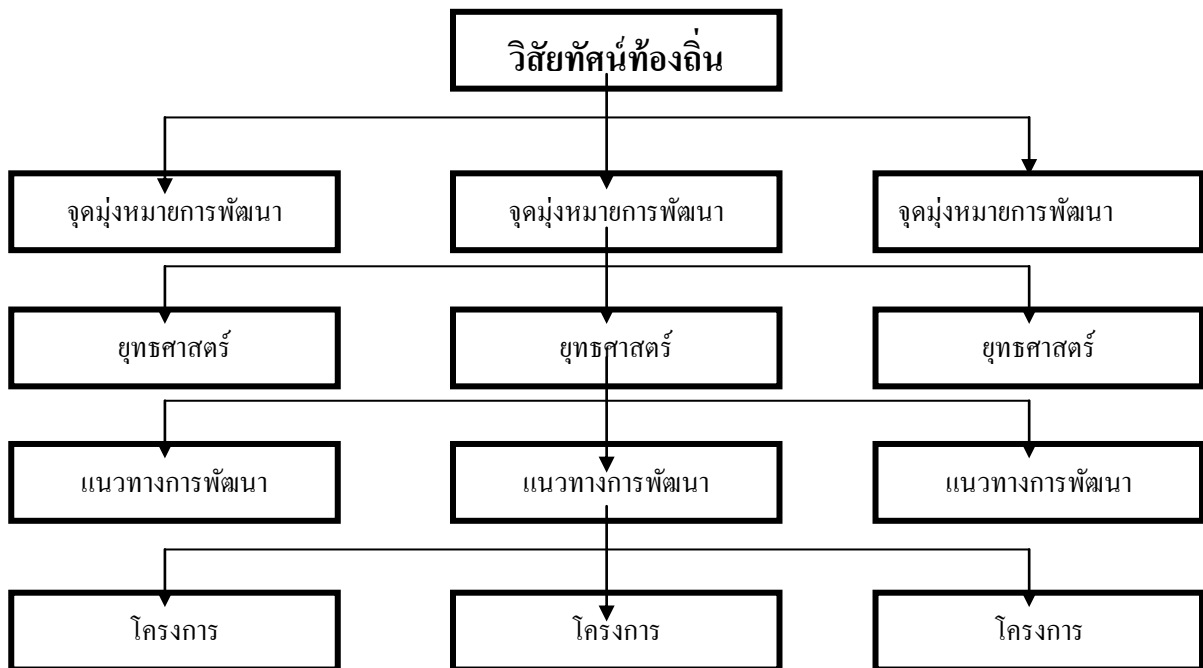 วิสัยทัศน์ท้องถิ่น
จุดมุ่งหมายการพัฒนา
จุดมุ่งหมายการพัฒนา
จุดมุ่งหมายการพัฒนา
ยุทธศาสตร์
ยุทธศาสตร์
ยุทธศาสตร์
แนวทางการพัฒนา
แนวทางการพัฒนา
แนวทางการพัฒนา
โครงการ
โครงการ
โครงการ